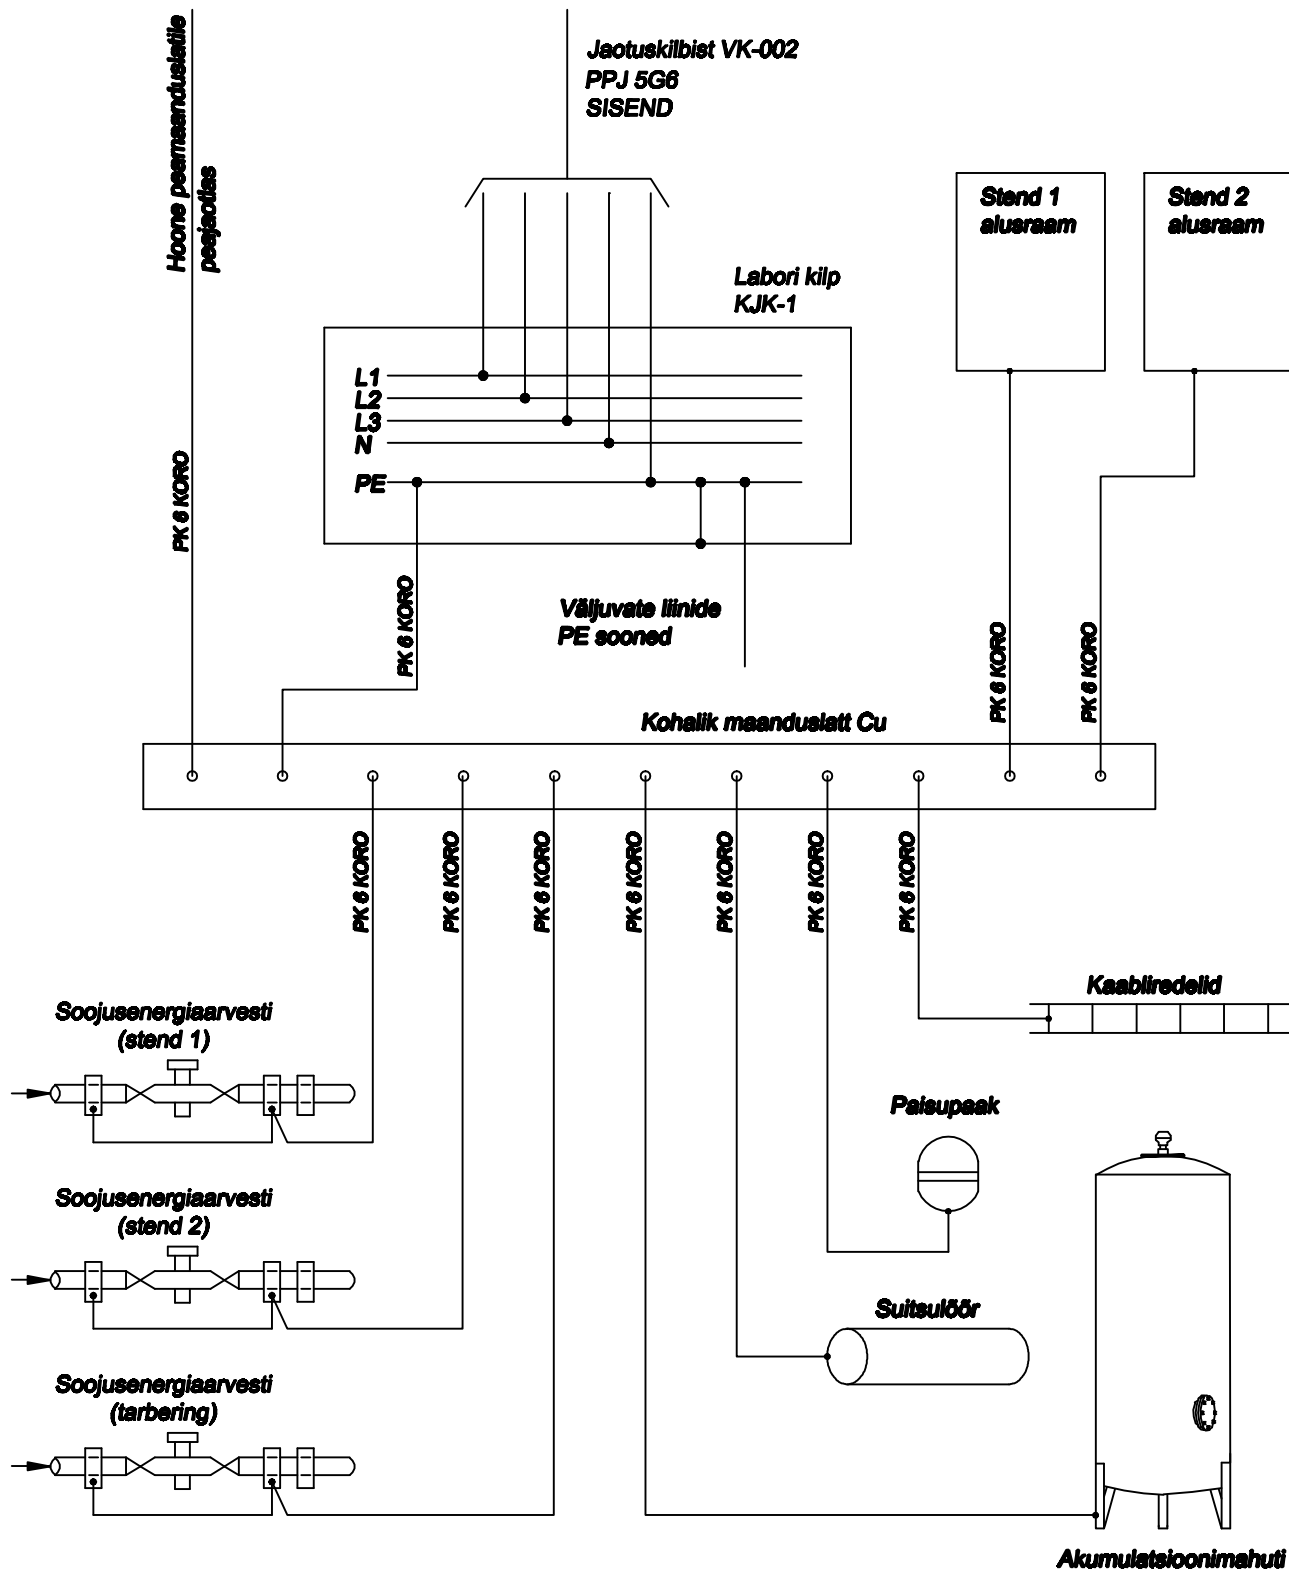 Hoone peamaanduslatile
peajaotlas
PK 6 KORO
Jaotuskilbist VK-002
PPJ 5G6
SISEND
Labori kilp
KJK-1
L1
L2
L3
N
PE
PK 6 KORO
Väljuvate liinide
PE sooned
Stend 1
alusraam
Stend 2
alusraam
PK 6 KORO
PK 6 KORO
Kohalik maanduslatt Cu
PK 6 KORO
PK 6 KORO
PK 6 KORO
PK 6 KORO
PK 6 KORO
PK 6 KORO
PK 6 KORO
Soojusenergiaarvesti
(stend 1)
Soojusenergiaarvesti
(stend 2)
Soojusenergiaarvesti
(tarbering)
Kaabliredelid
Paisupaak
Suitsulõõr
Akumulatsioonimahuti